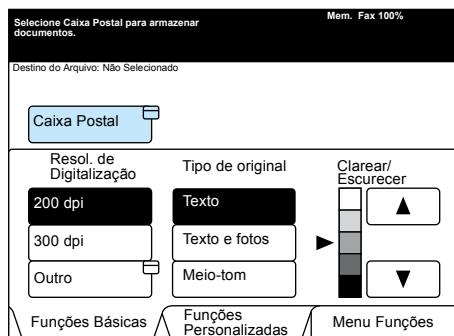 Selecione Caixa Postal para armazenar
documentos.
Mem. Fax 100%
Destino do Arquivo: Não Selecionado
Caixa Postal
Resol. de
Digitalização
Tipo de original
Clarear/
Escurecer
200 dpi
Texto
300 dpi
Texto e fotos
Outro
Meio-tom
Funções Básicas
Funções
Personalizadas
Menu Funções